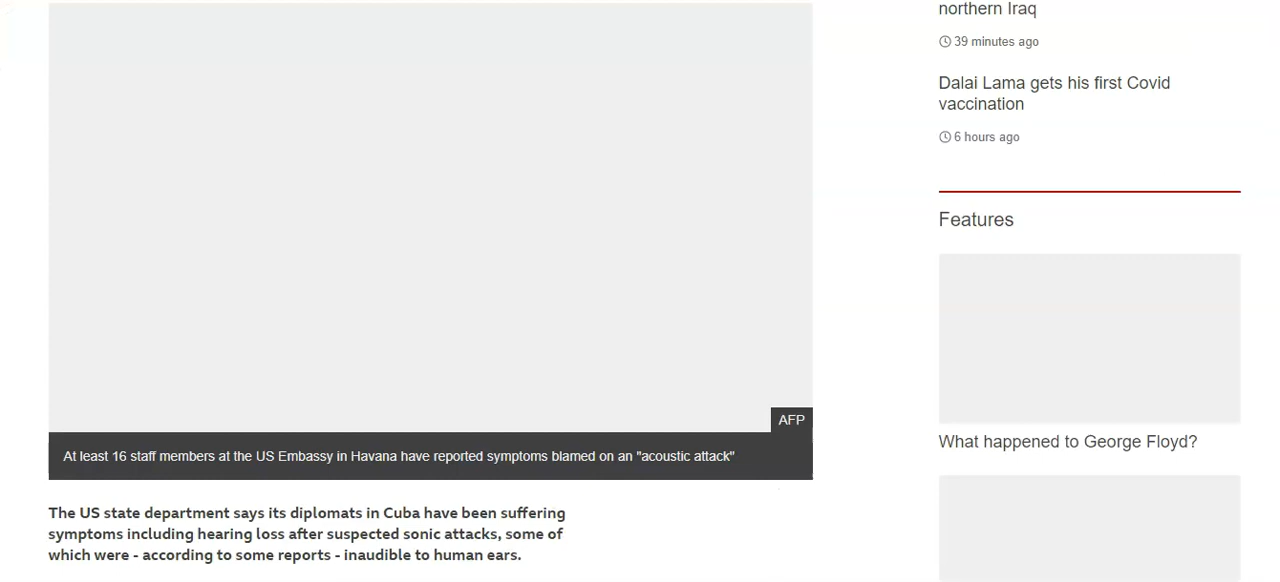 AFP
At least 16 staff members at the US Embassy in Havana have reported symptoms blamed on an "acoustic attack"
The US state department says its diplomats in Cuba have been suffering
symptoms including hearing loss after suspected sonic attacks, some of
which were - according to some reports - inaudible to human ears.
northern Iraq
39 minutes ago
Dalai Lama gets his first Covid
vaccination
6 hours ago
Features
What happened to George Floyd?